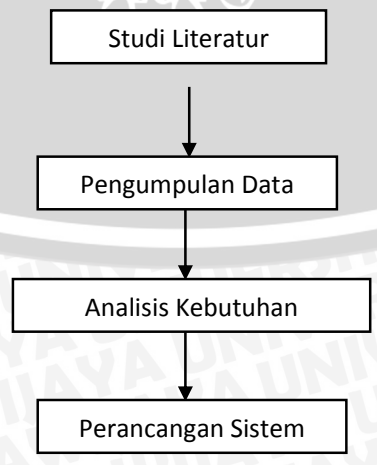 Studi Literatur
Pengumpulan Data
Analisis Kebutuhan
Perancangan Sistem